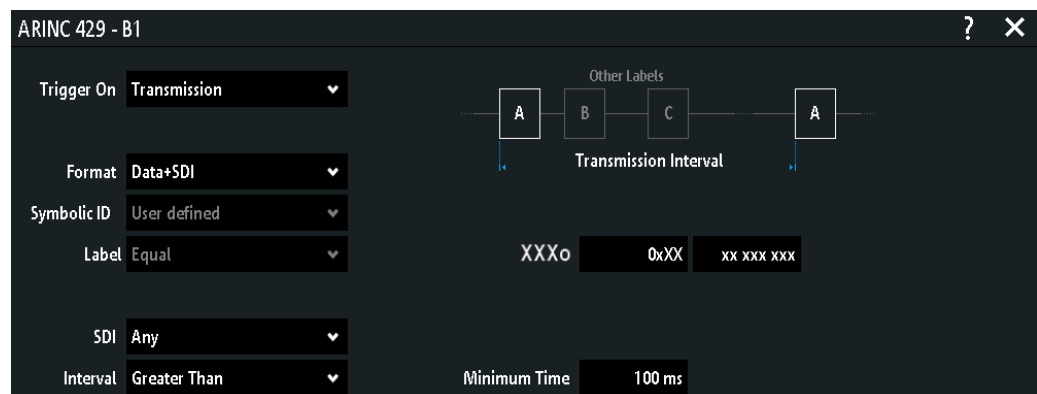 ARINC 429 - B1 ? ✕
Trigger On Transmission
Other Labels
A B C A
Transmission Interval
Format Data+SDI
Symbolic ID User defined
Label Equal XXXo 0xXX xx xxx xxx
SDI Any
Interval Greater Than Minimum Time 100 ms